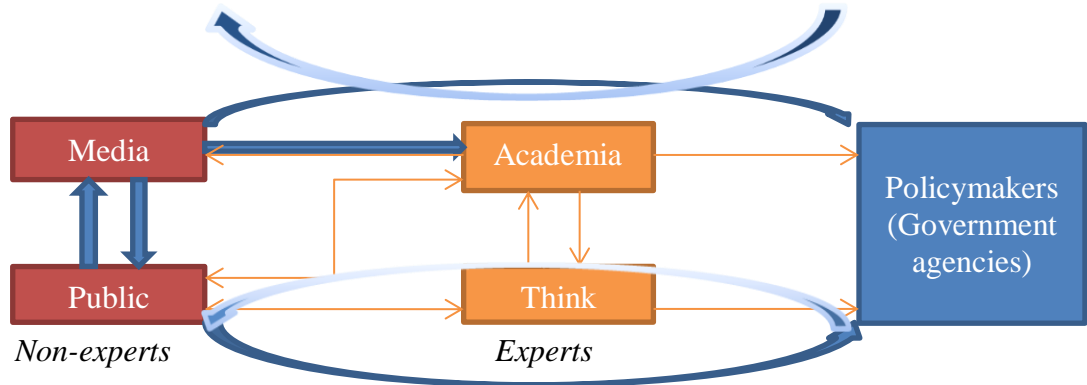 Media
Academia
Policymakers
(Government
agencies)
Public
Think
Non-experts
Experts